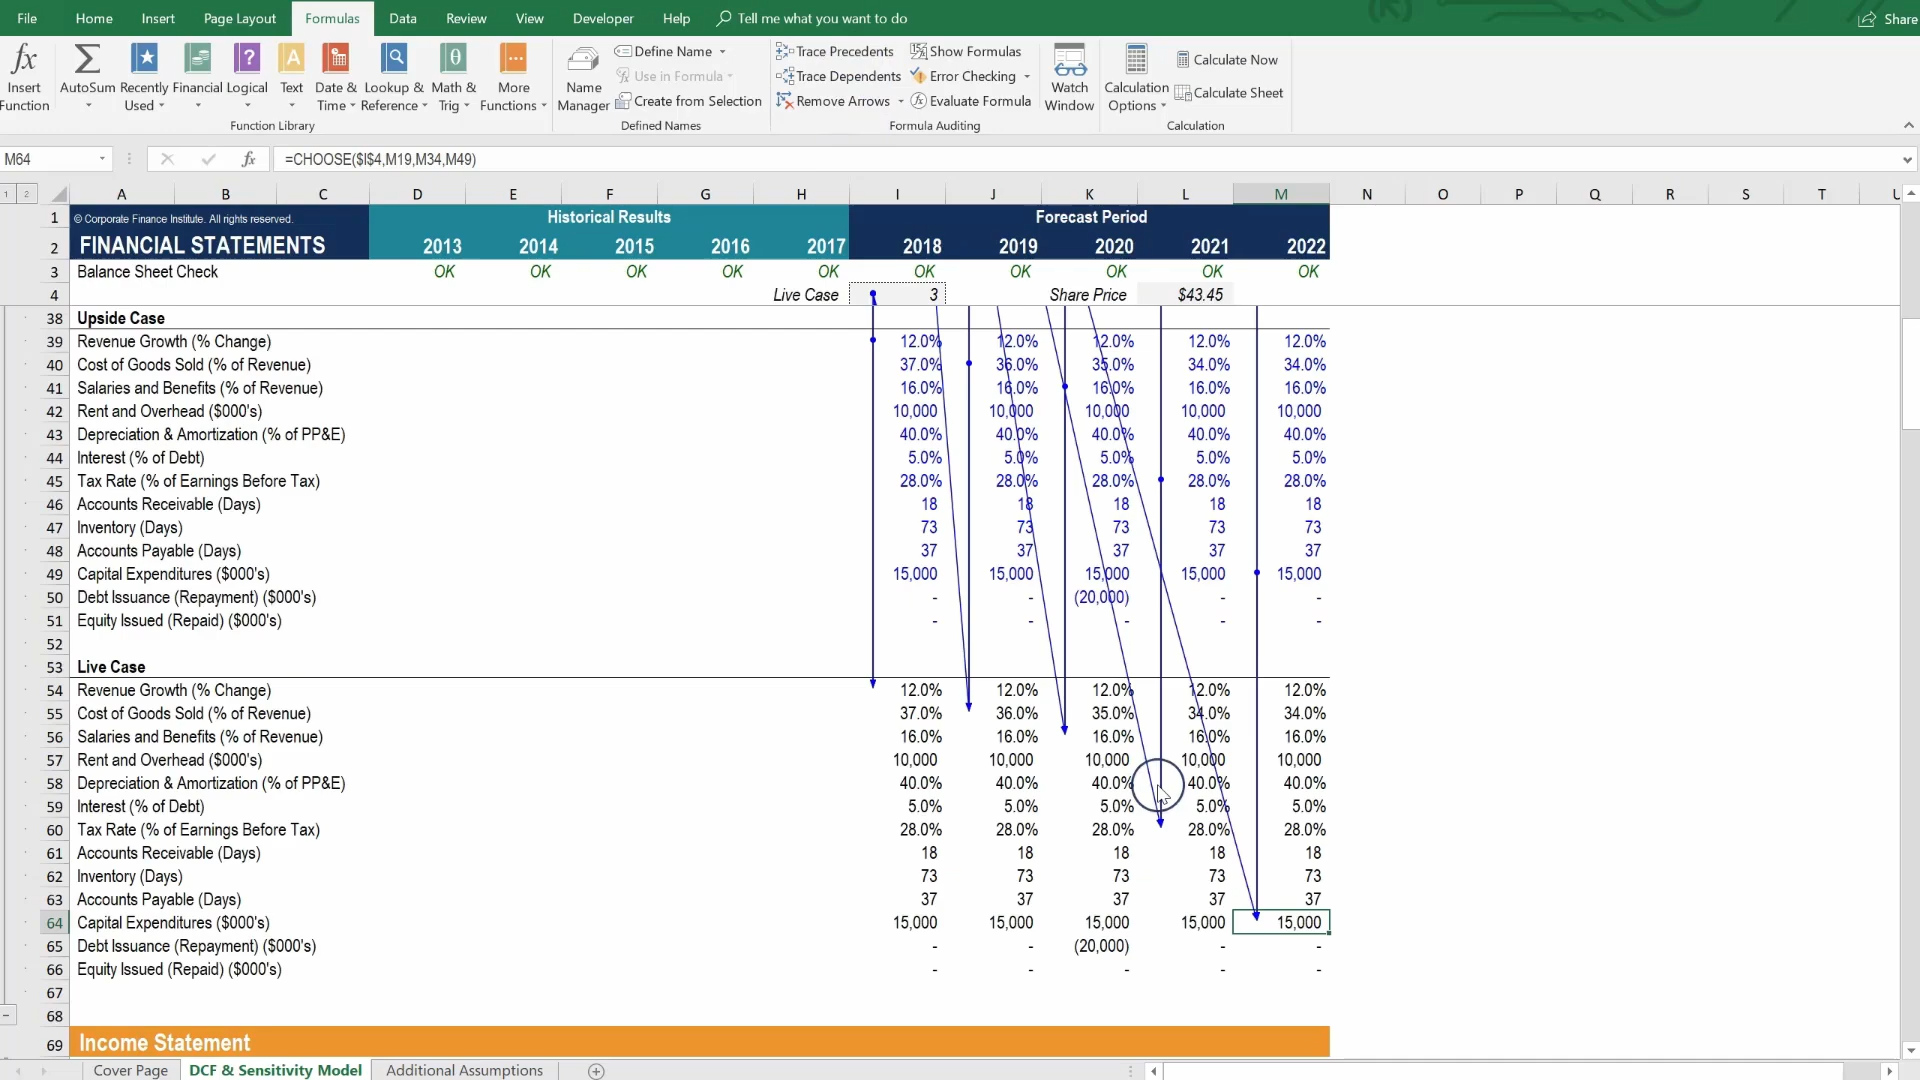 File Home Insert Page Layout Formulas Data Review View Developer Help Tell me what you want to do Share
fx Σ ? A θ
Insert Function
AutoSum
Recently Used
Financial
Logical
Text
Date & Time
Lookup & Reference
Math & Trig
More Functions
Function Library
Name Manager
Define Name
Use in Formula
Create from Selection
Defined Names
Trace Precedents
Trace Dependents
Remove Arrows
Show Formulas
Error Checking
Evaluate Formula
Formula Auditing
Watch Window
Calculation Options
Calculate Now
Calculate Sheet
Calculation
M64 fx =CHOOSE($I$4,M19,M34,M49)
1 2 A B C D E F G H I J K L M N O P Q R S T U
1 © Corporate Finance Institute. All rights reserved. Historical Results Forecast Period
2 FINANCIAL STATEMENTS 2013 2014 2015 2016 2017 2018 2019 2020 2021 2022
3 Balance Sheet Check OK OK OK OK OK OK OK OK OK OK
4 Live Case 3 Share Price $43.45
38 Upside Case
39 Revenue Growth (% Change) 12.0% 12.0% 12.0% 12.0% 12.0%
40 Cost of Goods Sold (% of Revenue) 37.0% 36.0% 35.0% 34.0% 34.0%
41 Salaries and Benefits (% of Revenue) 16.0% 16.0% 16.0% 16.0% 16.0%
42 Rent and Overhead ($000's) 10,000 10,000 10,000 10,000 10,000
43 Depreciation & Amortization (% of PP&E) 40.0% 40.0% 40.0% 40.0% 40.0%
44 Interest (% of Debt) 5.0% 5.0% 5.0% 5.0% 5.0%
45 Tax Rate (% of Earnings Before Tax) 28.0% 28.0% 28.0% 28.0% 28.0%
46 Accounts Receivable (Days) 18 18 18 18 18
47 Inventory (Days) 73 73 73 73 73
48 Accounts Payable (Days) 37 37 37 37 37
49 Capital Expenditures ($000's) 15,000 15,000 15,000 15,000 15,000
50 Debt Issuance (Repayment) ($000's) - - (20,000) - -
51 Equity Issued (Repaid) ($000's) - - - - -
52
53 Live Case
54 Revenue Growth (% Change) 12.0% 12.0% 12.0% 12.0% 12.0%
55 Cost of Goods Sold (% of Revenue) 37.0% 36.0% 35.0% 34.0% 34.0%
56 Salaries and Benefits (% of Revenue) 16.0% 16.0% 16.0% 16.0% 16.0%
57 Rent and Overhead ($000's) 10,000 10,000 10,000 10,000 10,000
58 Depreciation & Amortization (% of PP&E) 40.0% 40.0% 40.0% 40.0% 40.0%
59 Interest (% of Debt) 5.0% 5.0% 5.0% 5.0% 5.0%
60 Tax Rate (% of Earnings Before Tax) 28.0% 28.0% 28.0% 28.0% 28.0%
61 Accounts Receivable (Days) 18 18 18 18 18
62 Inventory (Days) 73 73 73 73 73
63 Accounts Payable (Days) 37 37 37 37 37
64 Capital Expenditures ($000's) 15,000 15,000 15,000 15,000 15,000
65 Debt Issuance (Repayment) ($000's) - - (20,000) - -
66 Equity Issued (Repaid) ($000's) - - - - -
67
68
69 Income Statement
Cover Page DCF & Sensitivity Model Additional Assumptions